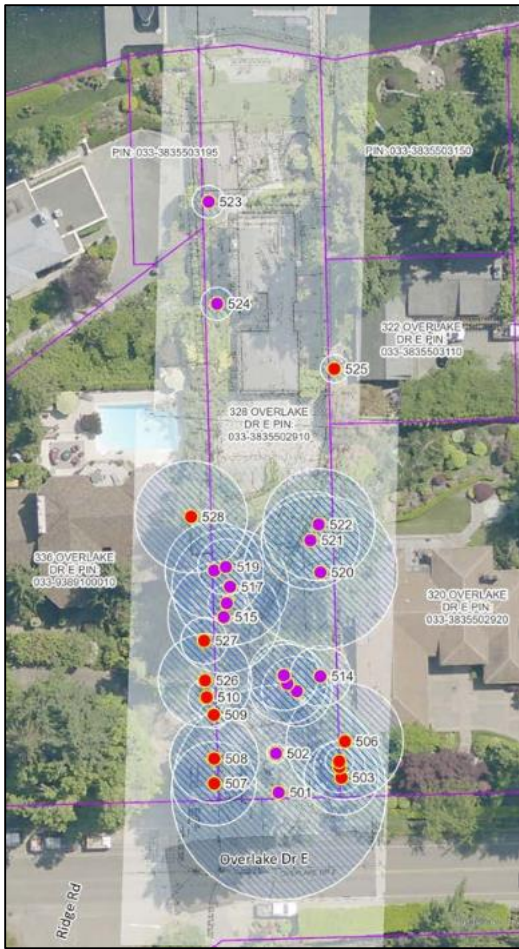 PIN: 033-3835503195
PIN: 033-3835503150
523
524
322 OVERLAKE
DR E PIN
033-3835503110
525
328 OVERLAKE
DR E PIN
033-3835502910
528
522
521
519
520
336 OVERLAKE
DR E PIN
033-9389100010
517
515
320 OVERLAKE
DR E PIN
033-3835502920
527
526
514
510
509
506
502
508
503
507
501
Overlake Dr E
Ridge Rd